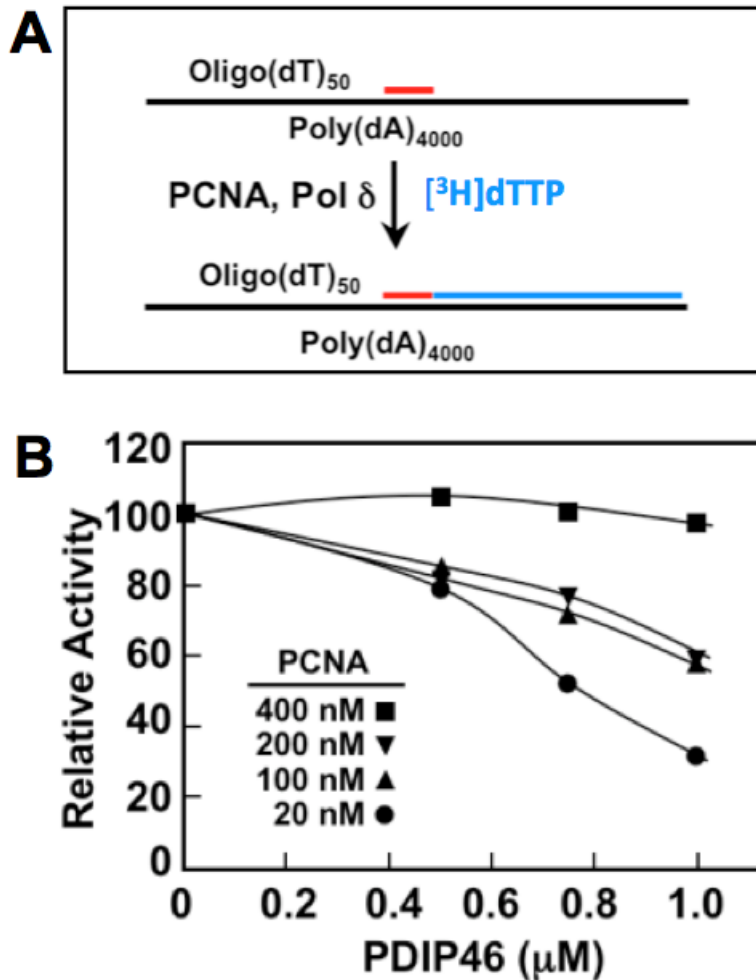 A
Oligo(dT)₅₀
Poly(dA)₄₀₀₀
PCNA, Pol δ [³H]dTTP
Oligo(dT)₅₀
Poly(dA)₄₀₀₀
B
120
100
80
60
40
20
0
Relative Activity
PCNA
400 nM ■
200 nM ▼
100 nM ▲
20 nM ●
0 0.2 0.4 0.6 0.8 1.0
PDIP46 (μM)